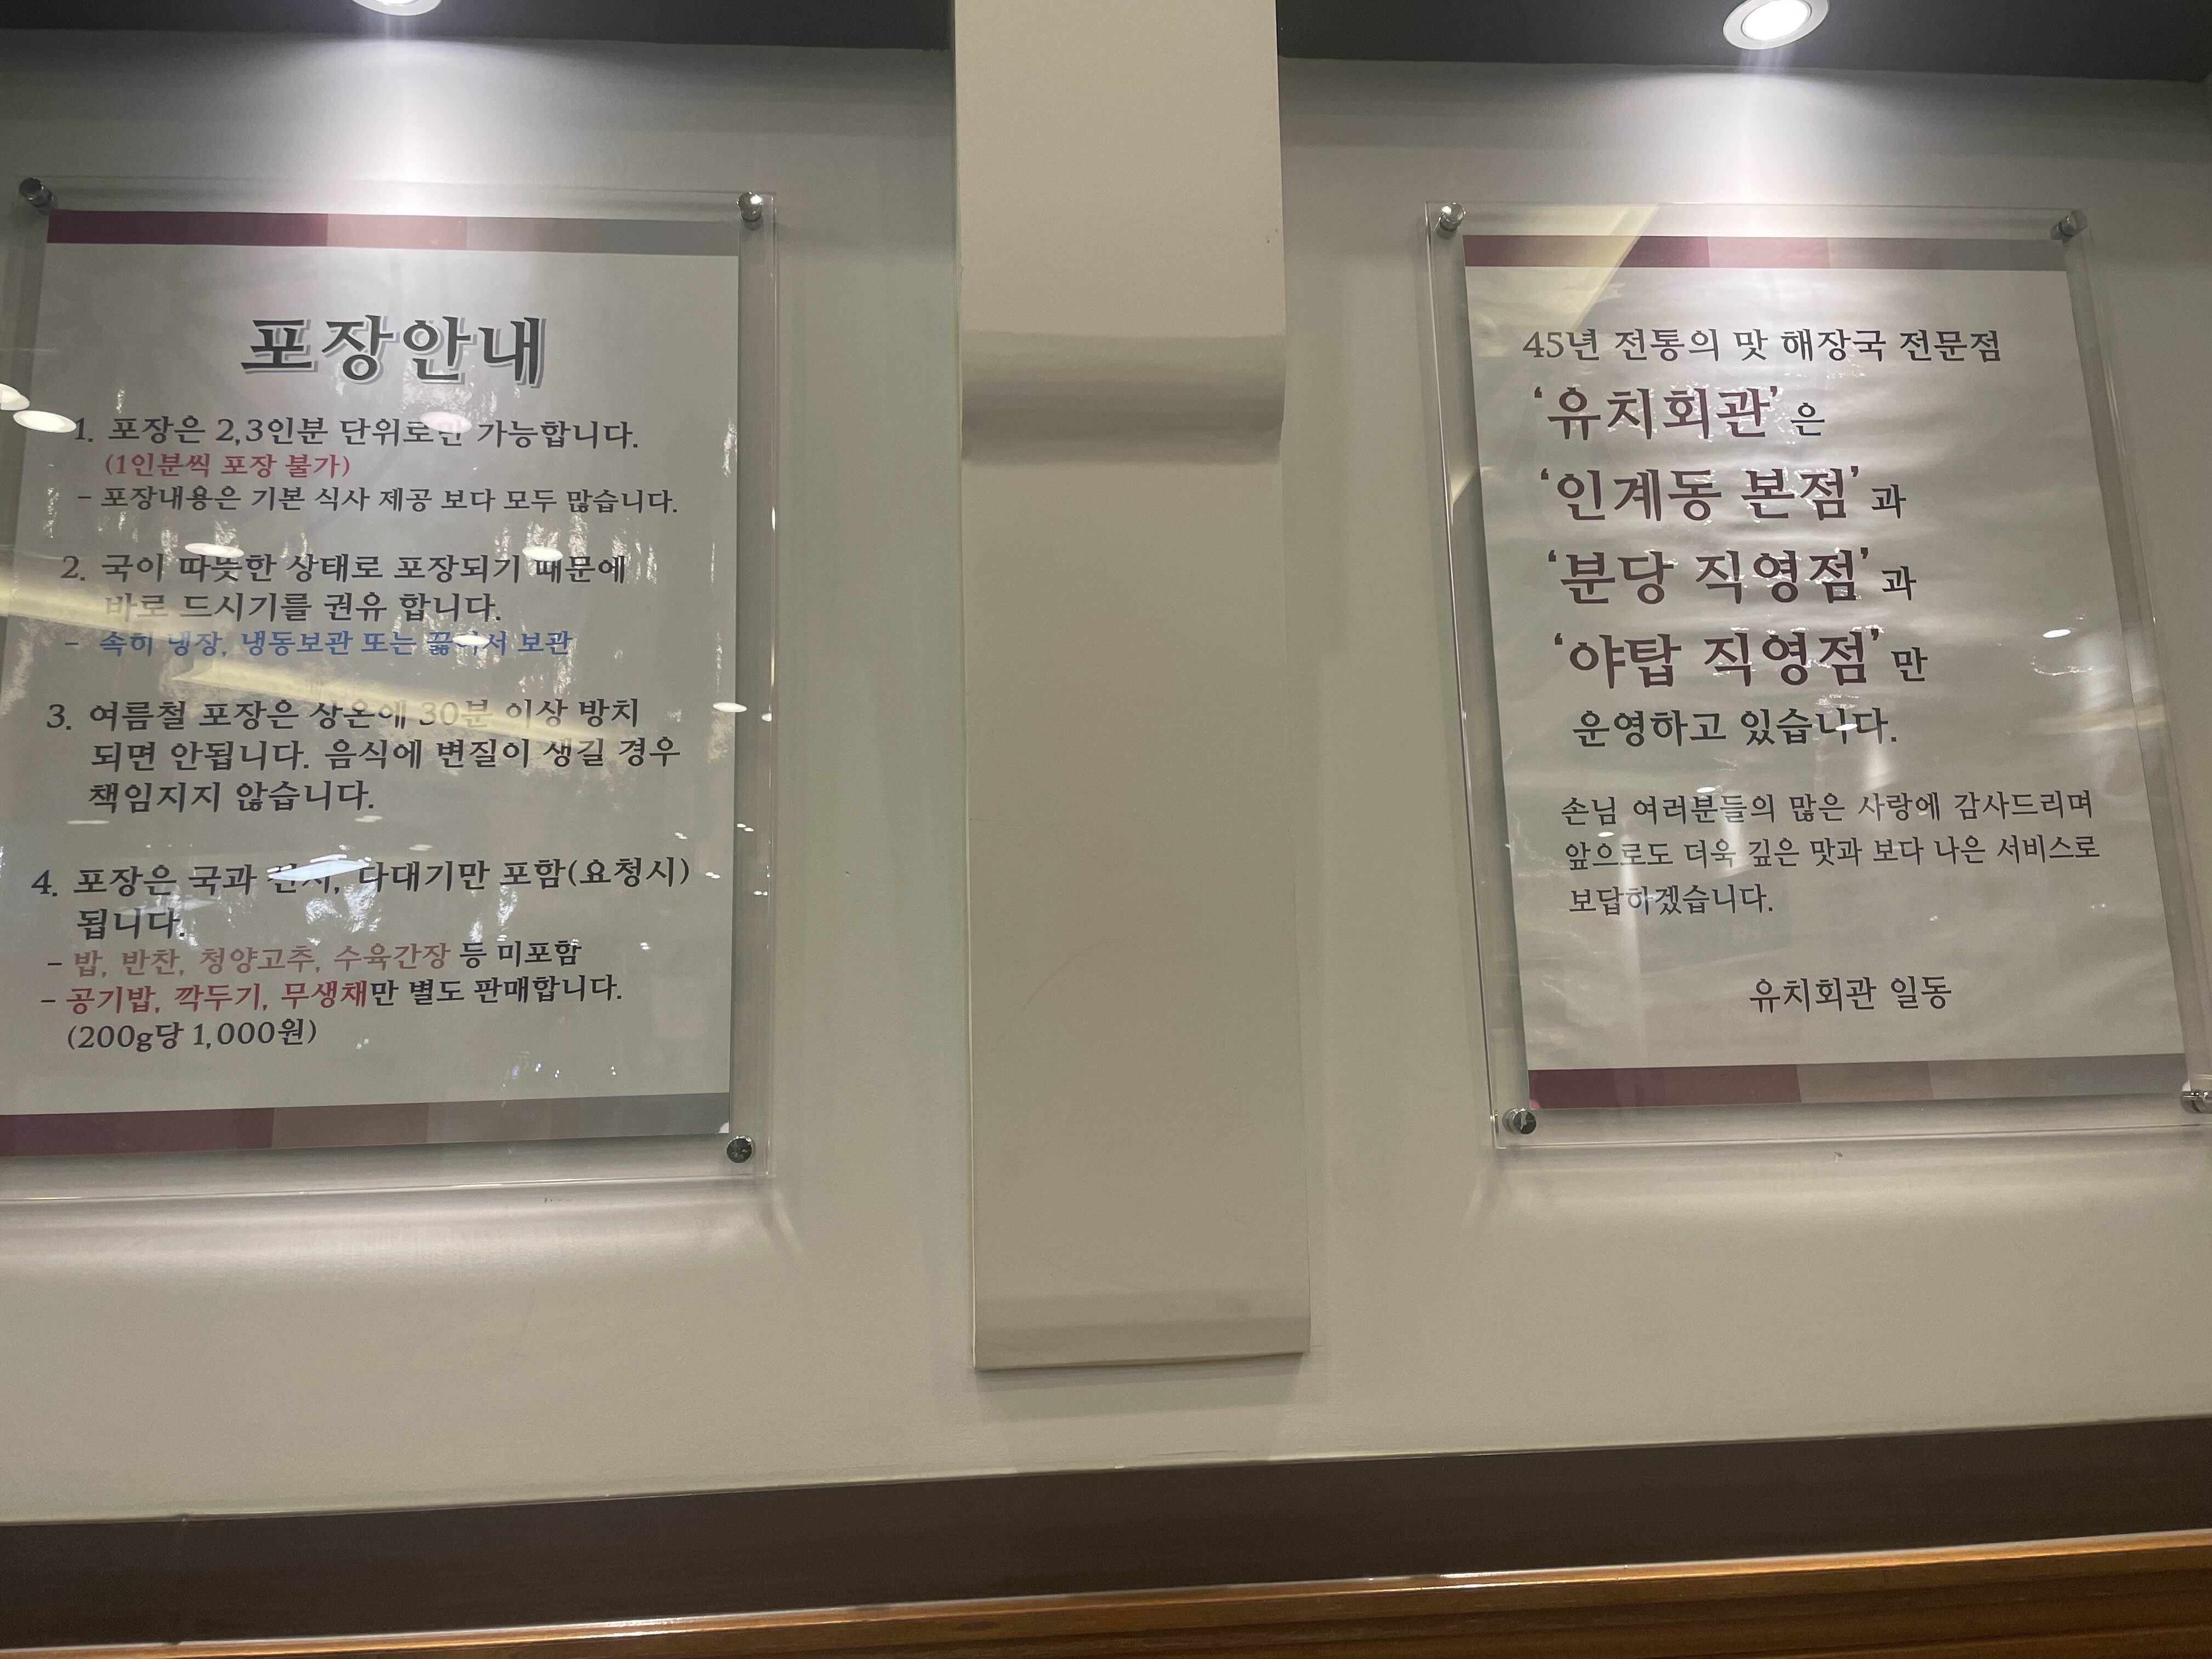 포장안내
1. 포장은 2,3인분 단위로만 가능합니다.
(1인분씩 포장 불가)
- 포장내용은 기본 식사 제공 보다 모두 많습니다.
2. 국이 따뜻한 상태로 포장되기 때문에
바로 드시기를 권유 합니다.
- 속히 냉장, 냉동보관 또는 보관
3. 여름철 포장은 상온에 30분 이상 방치
되면 안됩니다. 음식에 변질이 생길 경우
책임지지 않습니다.
4. 포장은 국과 다대기만 포함(요청시)
됩니다.
- 밥, 반찬, 청양고추, 수육간장 등 미포함
- 공기밥, 깍두기, 무생채만 별도 판매합니다.
(200g당 1,000원)
45년 전통의 맛 해장국 전문점
'유치회관'은
'인계동 본점'과
'분당 직영점'과
'야탑 직영점'만
운영하고 있습니다.
손님 여러분들의 많은 사랑에 감사드리며
앞으로도 더욱 깊은 맛과 보다 나은 서비스로
보답하겠습니다.
유치회관 일동